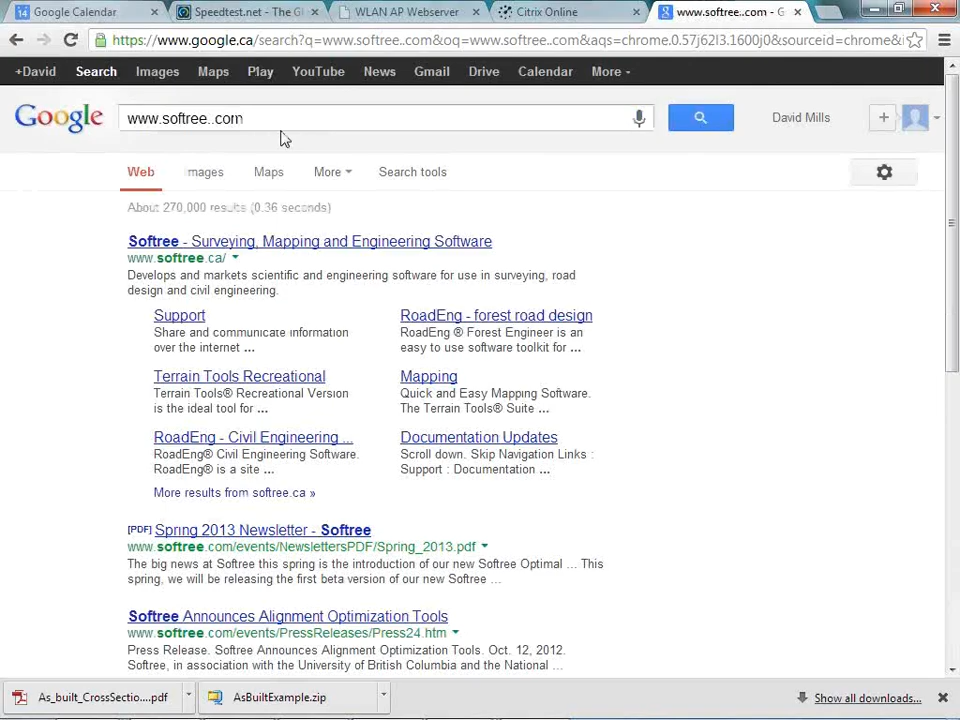 14 Google Calendar
Speedtest.net - The Gl
WLAN AP Webserver
Citrix Online
www.softree..com - G
https://www.google.ca/search?q=www.softree..com&oq=www.softree..com&aqs=chrome.0.57j62l3.1600j0&sourceid=chrome&i
+David Search Images Maps Play YouTube News Gmail Drive Calendar More
Google www.softree..com David Mills
Web Images Maps More Search tools
About 270,000 results (0.36 seconds)
Softree - Surveying, Mapping and Engineering Software
www.softree.ca/
Develops and markets scientific and engineering software for use in surveying, road
design and civil engineering.
Support
Share and communicate information
over the internet ...
RoadEng - forest road design
RoadEng ® Forest Engineer is an
easy to use software toolkit for ...
Terrain Tools Recreational
Terrain Tools® Recreational Version
is the ideal tool for ...
Mapping
Quick and Easy Mapping Software.
The Terrain Tools® Suite ...
RoadEng - Civil Engineering ...
RoadEng® Civil Engineering Software.
RoadEng® is a site ...
Documentation Updates
Scroll down. Skip Navigation Links :
Support : Documentation ...
More results from softree.ca »
[PDF] Spring 2013 Newsletter - Softree
www.softree.com/events/NewslettersPDF/Spring_2013.pdf
The big news at Softree this spring is the introduction of our new Softree Optimal ... This
spring, we will be releasing the first beta version of our new Softree ...
Softree Announces Alignment Optimization Tools
www.softree.com/events/PressReleases/Press24.htm
Press Release. Softree Announces Alignment Optimization Tools. Oct. 12, 2012.
Softree, in association with the University of British Columbia and the National ...
As_built_CrossSectio....pdf
AsBuiltExample.zip
Show all downloads...